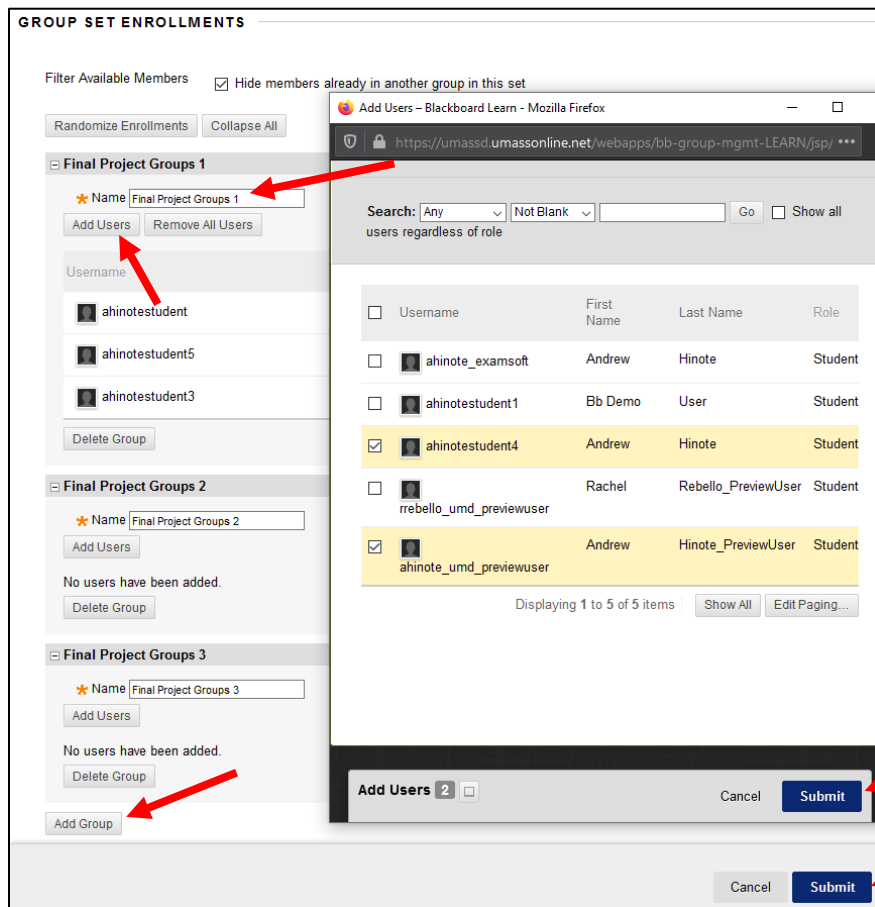 GROUP SET ENROLLMENTS
Filter Available Members
Hide members already in another group in this set
Randomize Enrollments
Collapse All
Final Project Groups 1
Name
Final Project Groups 1
Add Users
Remove All Users
Username
ahinotestudent
ahinotestudent5
ahinotestudent3
Delete Group
Final Project Groups 2
Name
Final Project Groups 2
Add Users
No users have been added.
Delete Group
Final Project Groups 3
Name
Final Project Groups 3
Add Users
No users have been added.
Delete Group
Add Group
Add Users – Blackboard Learn - Mozilla Firefox
https://umassd.umassonline.net/webapps/bb-group-mgmt-LEARN/jsp/ •••
Search: Any Not Blank Go Show all
users regardless of role
Username First Name Last Name Role
ahinote_examsoft Andrew Hinote Student
ahinotestudent1 Bb Demo User Student
ahinotestudent4 Andrew Hinote Student
rrebello_umd_previewuser Rachel Rebello_PreviewUser Student
ahinote_umd_previewuser Andrew Hinote_PreviewUser Student
Displaying 1 to 5 of 5 items Show All Edit Paging...
Add Users 2 Cancel Submit
Cancel Submit